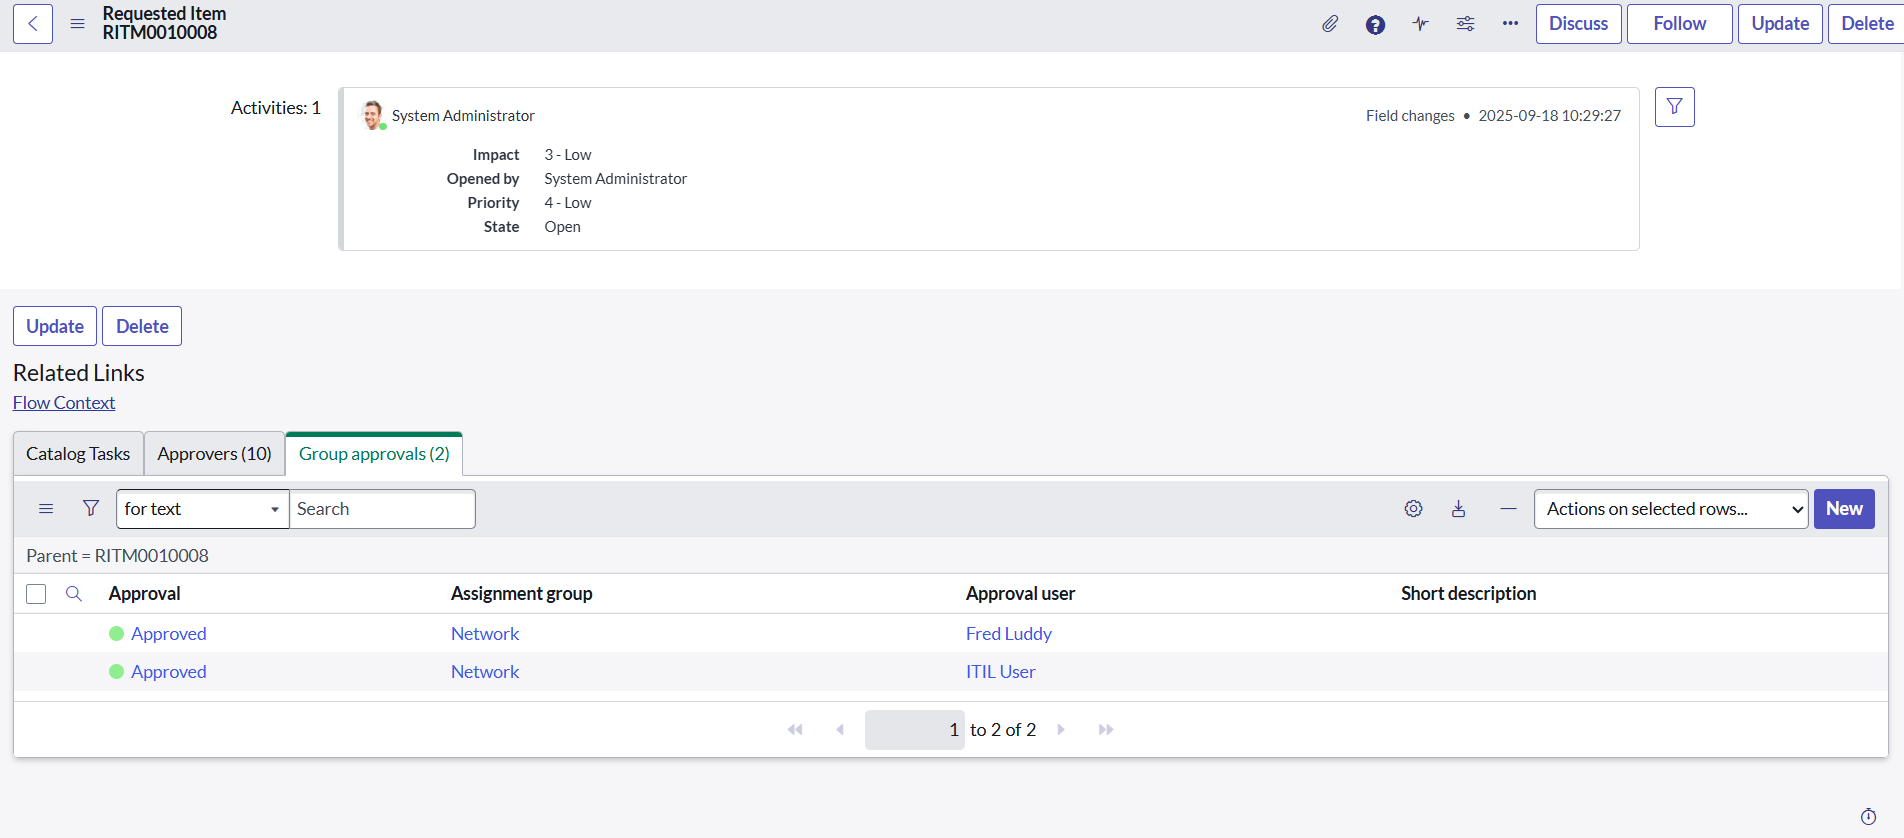 Requested Item
RITM0010008
Discuss
Follow
Update
Delete
Activities: 1
System Administrator
Field changes • 2025-09-18 10:29:27
Impact 3 - Low
Opened by System Administrator
Priority 4 - Low
State Open
Update
Delete
Related Links
Flow Context
Catalog Tasks
Approvers (10)
Group approvals (2)
for text
Search
Actions on selected rows...
New
Parent = RITM0010008
Approval Assignment group Approval user Short description
Approved Network Fred Luddy
Approved Network ITIL User
1 to 2 of 2